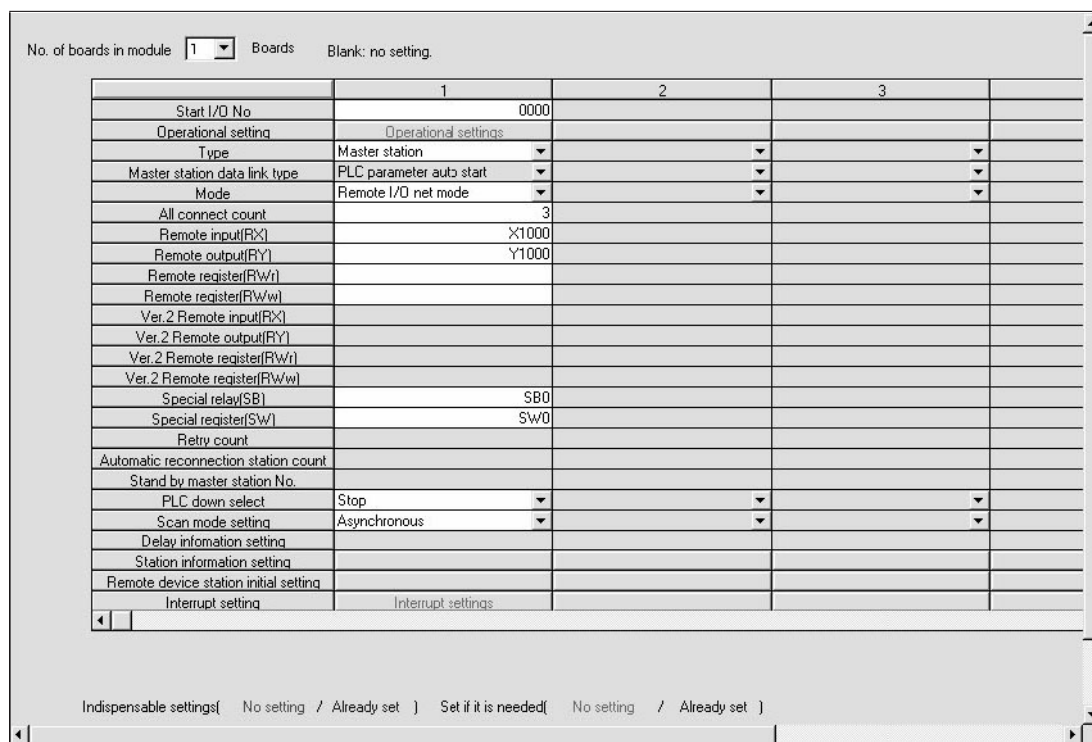 No. of boards in module 1 Boards Blank: no setting.
1 2 3
Start I/O No 0000
Operational setting Operational settings
Type Master station
Master station data link type PLC parameter auto start
Mode Remote I/O net mode
All connect count 3
Remote input(RX) X1000
Remote output(RY) Y1000
Remote register(RWr)
Remote register(RWw)
Ver.2 Remote input(RX)
Ver.2 Remote output(RY)
Ver.2 Remote register(RWr)
Ver.2 Remote register(RWw)
Special relay(SB) SB0
Special register(SW) SW0
Retry count
Automatic reconnection station count
Stand by master station No.
PLC down select Stop
Scan mode setting Asynchronous
Delay infomation setting
Station information setting
Remote device station initial setting
Interrupt setting Interrupt settings
Indispensable settings( No setting / Already set ) Set if it is needed( No setting / Already set )